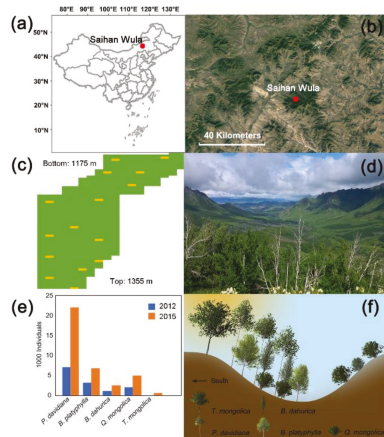 (a)
80°E 90°E 100°E 110°E 120°E 130°E
50°N
40°N
30°N
20°N
10°N
Saihan Wula
(b)
Saihan Wula
40 Kilometers
(c)
Bottom: 1175 m
Top: 1355 m
(d)
(e)
1000 Individuals
25
20
15
10
5
0
2012
2015
P. davidiana
B. platyphylla
B. dahurica
Q. mongolica
T. mongolica
(f)
South
T. mongolica
B. dahurica
P. davidiana
B. platyphylla
Q. mongolica